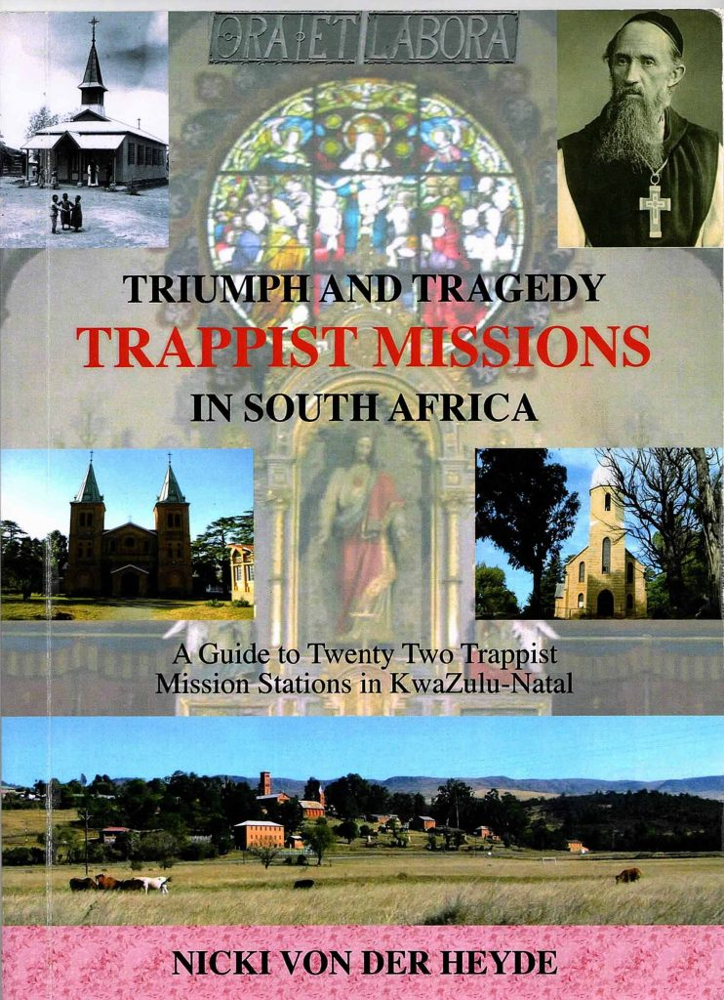 ORA ET LABORA
TRIUMPH AND TRAGEDY
TRAPPIST MISSIONS
IN SOUTH AFRICA
A Guide to Twenty Two Trappist
Mission Stations in KwaZulu-Natal
NICKI VON DER HEYDE